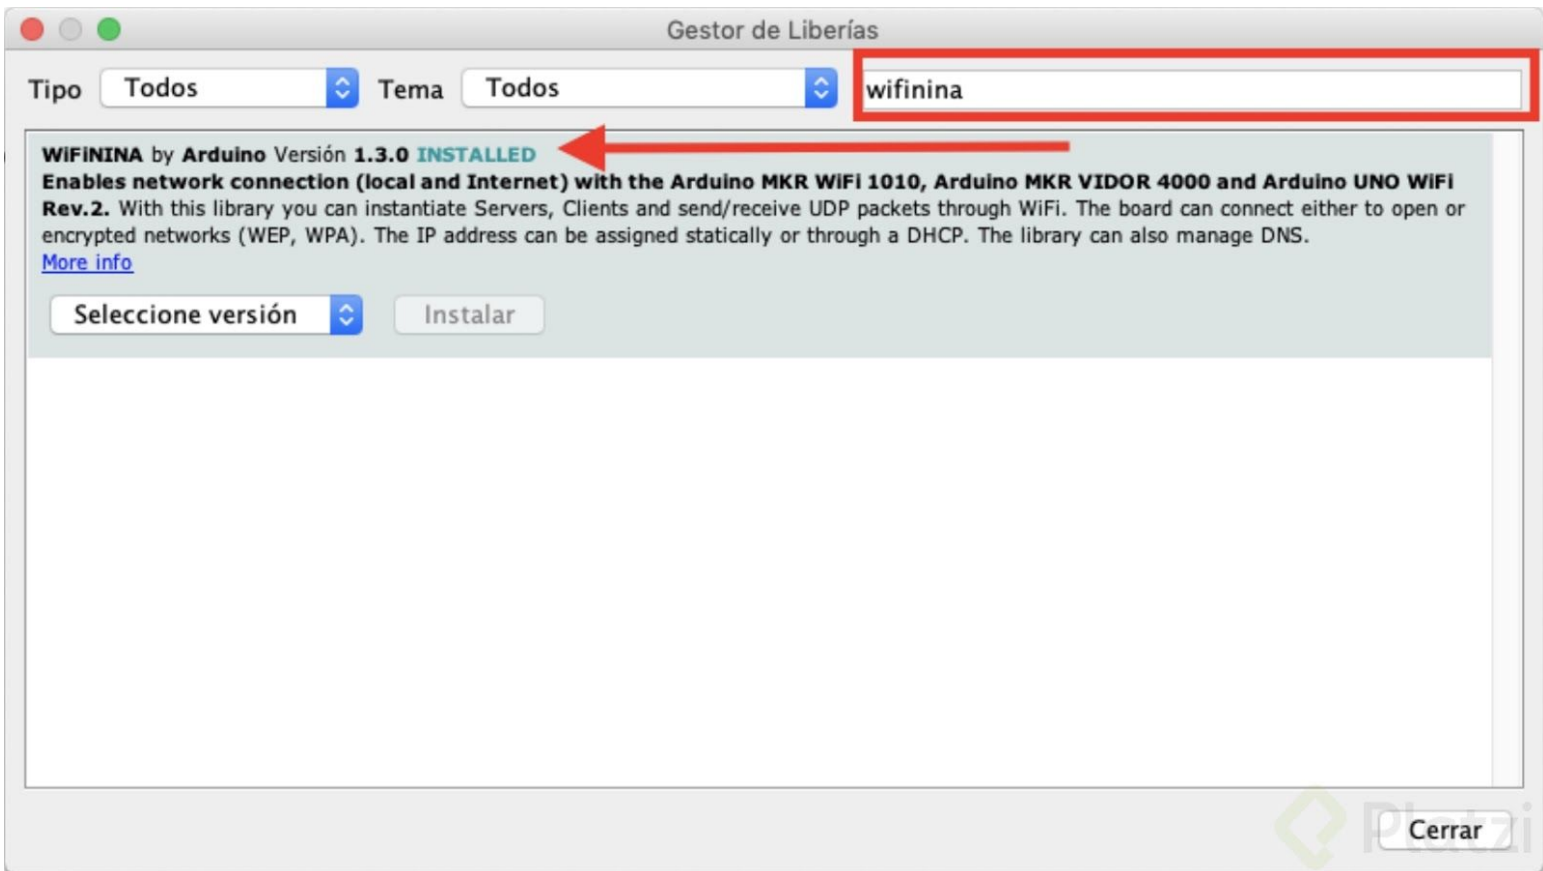 Gestor de Liberías
Tipo Todos Tema Todos wifinina
WiFiNINA by Arduino Versión 1.3.0 INSTALLED
Enables network connection (local and Internet) with the Arduino MKR WiFi 1010, Arduino MKR VIDOR 4000 and Arduino UNO WiFi
Rev.2. With this library you can instantiate Servers, Clients and send/receive UDP packets through WiFi. The board can connect either to open or
encrypted networks (WEP, WPA). The IP address can be assigned statically or through a DHCP. The library can also manage DNS.
More info
Seleccione versión Instalar
Platzi
Cerrar